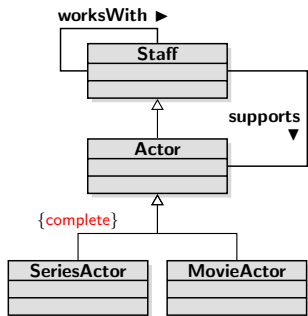 worksWith ►
Staff
supports
▼
Actor
{complete}
SeriesActor
MovieActor